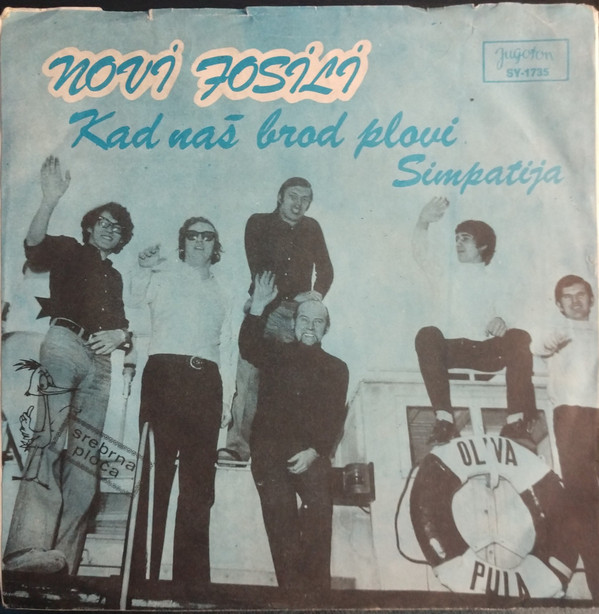 NOVI FOSILI
Jugoton
SY-1735
Kad naš brod plovi
Simpatija
srebrna
ploča
OL'VA
PULA